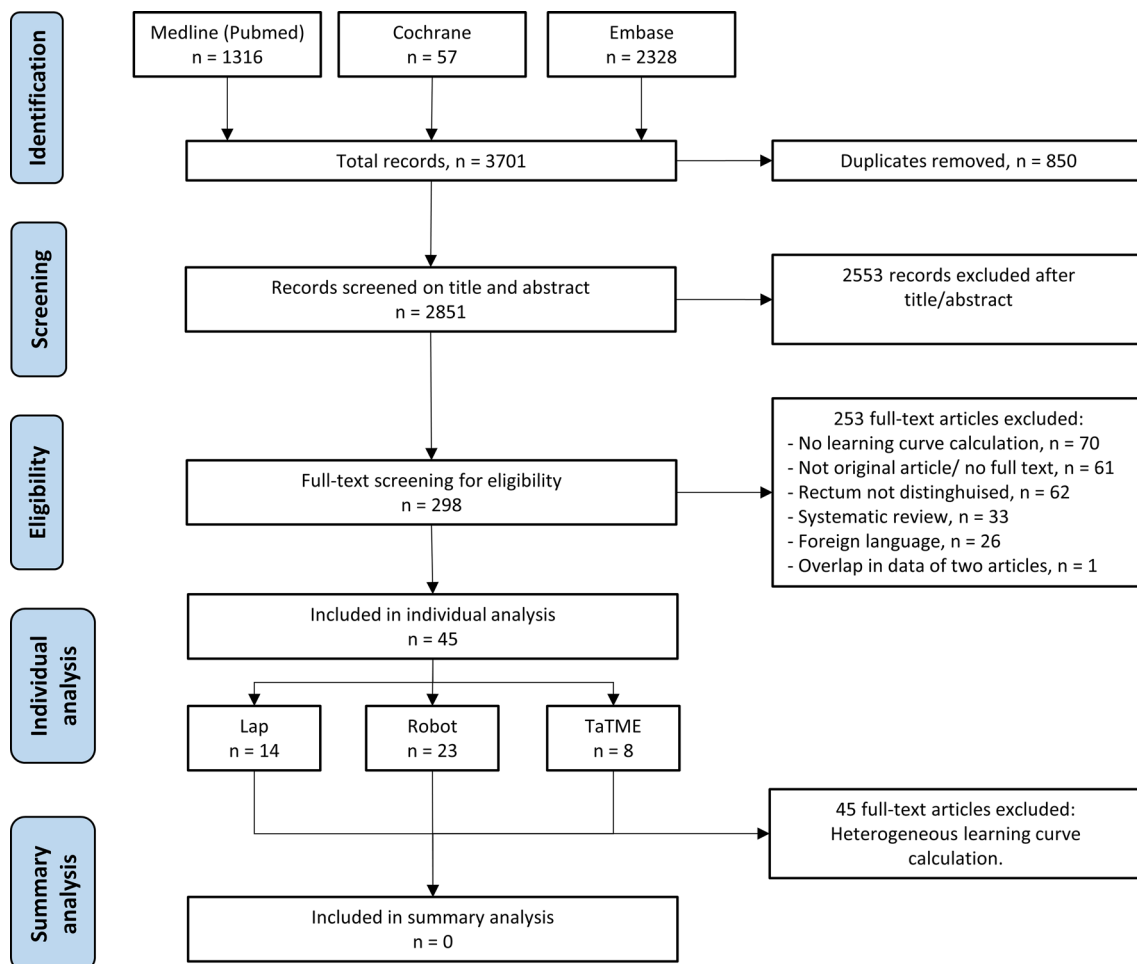 Identification
Medline (Pubmed)
n = 1316
Cochrane
n = 57
Embase
n = 2328
Total records, n = 3701
Duplicates removed, n = 850
Screening
Records screened on title and abstract
n = 2851
2553 records excluded after
title/abstract
Eligibility
Full-text screening for eligibility
n = 298
253 full-text articles excluded:
- No learning curve calculation, n = 70
- Not original article/ no full text, n = 61
- Rectum not distinghuised, n = 62
- Systematic review, n = 33
- Foreign language, n = 26
- Overlap in data of two articles, n = 1
Individual
analysis
Included in individual analysis
n = 45
Lap
n = 14
Robot
n = 23
TaTME
n = 8
45 full-text articles excluded:
Heterogeneous learning curve
calculation.
Summary
analysis
Included in summary analysis
n = 0